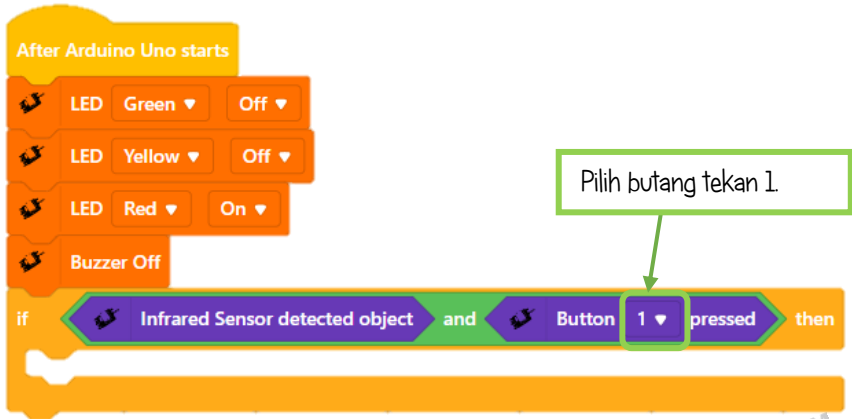 After Arduino Uno starts
LED Green Off
LED Yellow Off
LED Red On
Buzzer Off
Pilih butang tekan 1.
if Infrared Sensor detected object and Button 1 pressed then